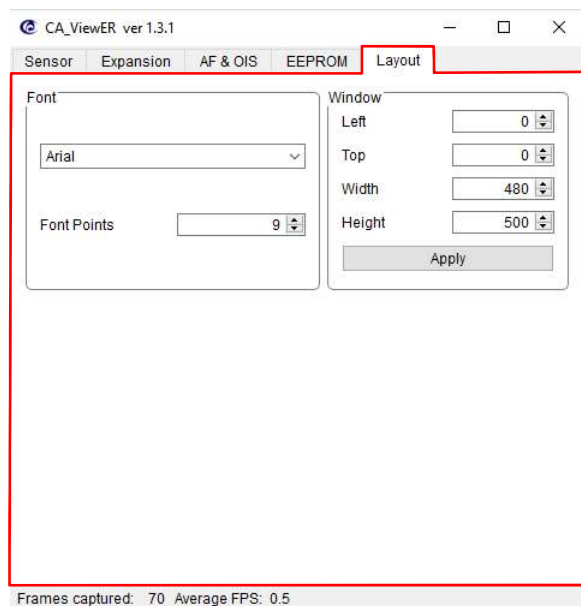 CA_ViewER ver 1.3.1
Sensor Expansion AF & OIS EEPROM Layout
Font
Arial
Font Points 9
Window
Left 0
Top 0
Width 480
Height 500
Apply
Frames captured: 70 Average FPS: 0.5